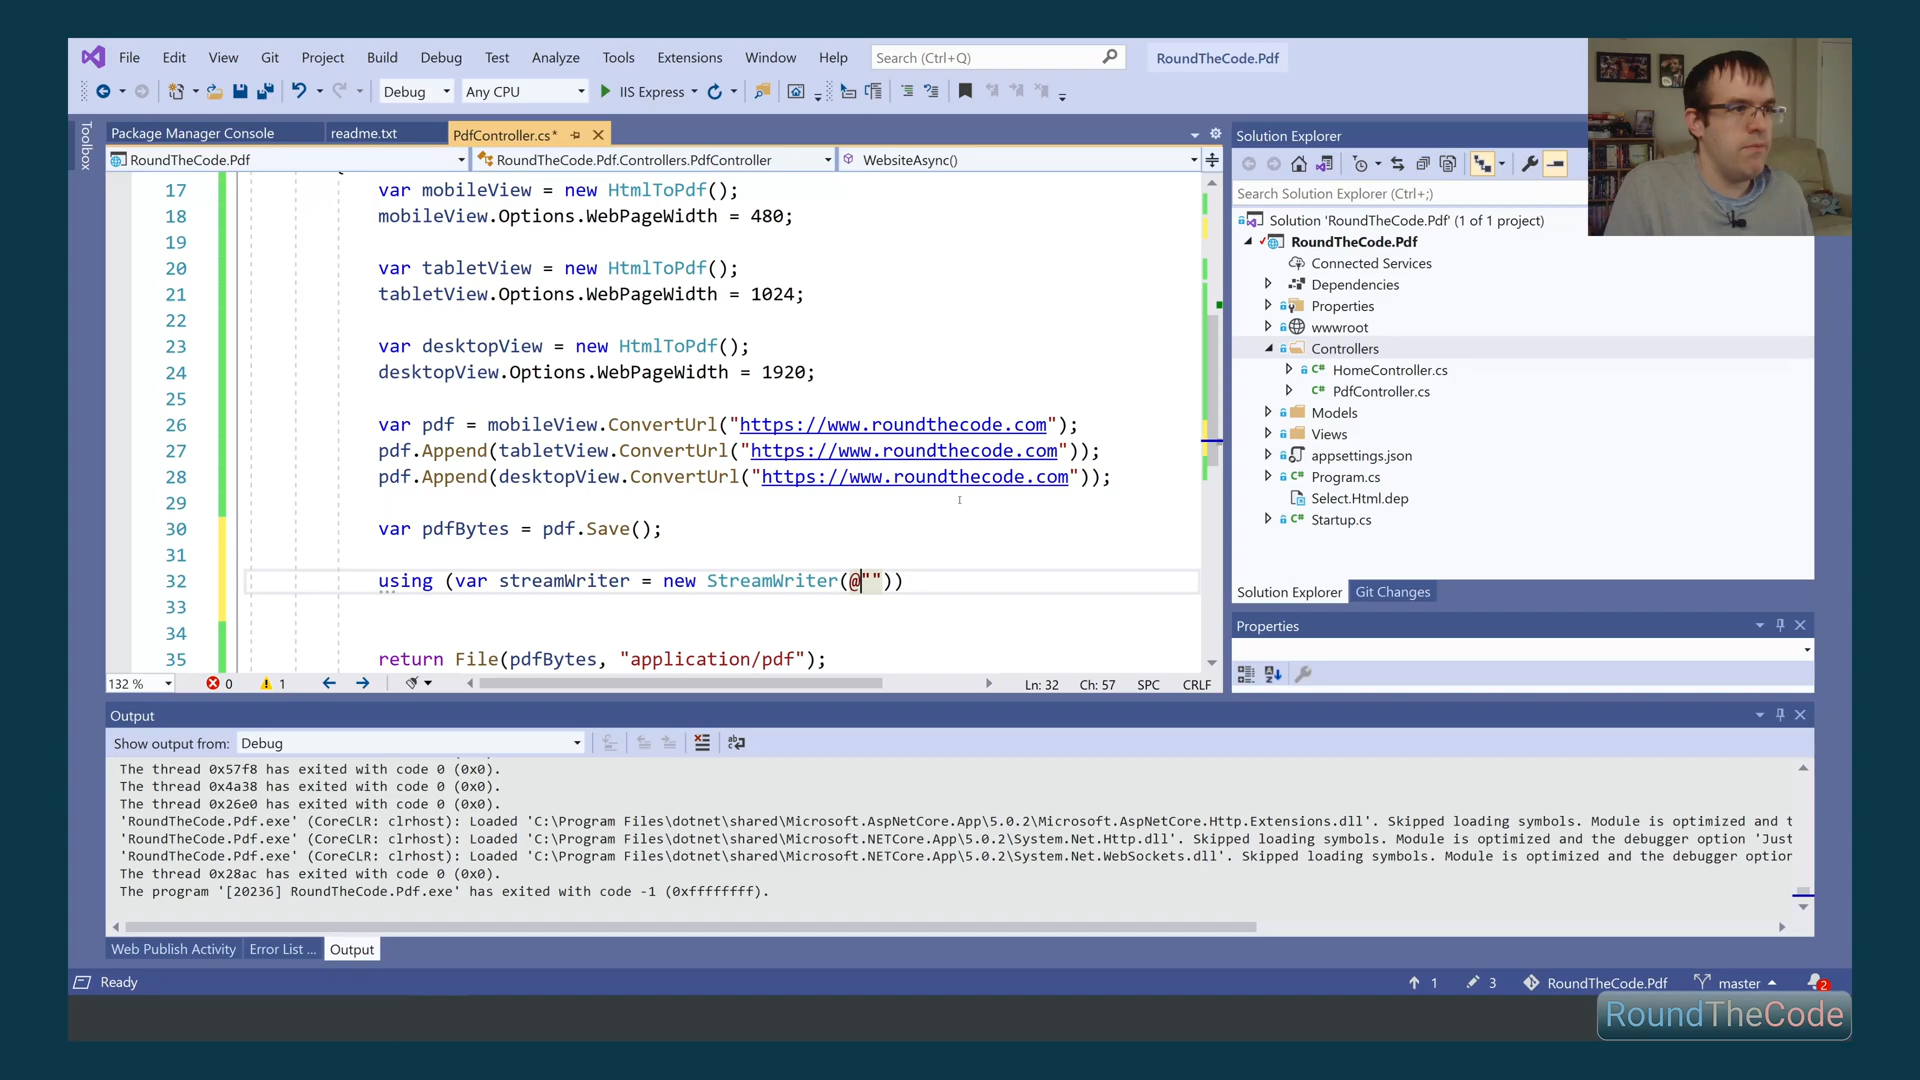 File Edit View Git Project Build Debug Test Analyze Tools Extensions Window Help Search (Ctrl+Q) RoundTheCode.Pdf
Debug Any CPU IIS Express
Toolbox
Package Manager Console readme.txt PdfController.cs*
RoundTheCode.Pdf RoundTheCode.Pdf.Controllers.PdfController WebsiteAsync()
17 var mobileView = new HtmlToPdf();
18 mobileView.Options.WebPageWidth = 480;
19
20 var tabletView = new HtmlToPdf();
21 tabletView.Options.WebPageWidth = 1024;
22
23 var desktopView = new HtmlToPdf();
24 desktopView.Options.WebPageWidth = 1920;
25
26 var pdf = mobileView.ConvertUrl("https://www.roundthecode.com");
27 pdf.Append(tabletView.ConvertUrl("https://www.roundthecode.com"));
28 pdf.Append(desktopView.ConvertUrl("https://www.roundthecode.com"));
29
30 var pdfBytes = pdf.Save();
31
32 using (var streamWriter = new StreamWriter(@""))
33
34
35 return File(pdfBytes, "application/pdf");
132 % 0 1 Ln: 32 Ch: 57 SPC CRLF
Solution Explorer
Search Solution Explorer (Ctrl+;)
Solution 'RoundTheCode.Pdf' (1 of 1 project)
RoundTheCode.Pdf
Connected Services
Dependencies
Properties
wwwroot
Controllers
C# HomeController.cs
C# PdfController.cs
Models
Views
appsettings.json
C# Program.cs
Select.Html.dep
C# Startup.cs
Solution Explorer Git Changes
Properties
Output
Show output from: Debug
The thread 0x57f8 has exited with code 0 (0x0).
The thread 0x4a38 has exited with code 0 (0x0).
The thread 0x26e0 has exited with code 0 (0x0).
'RoundTheCode.Pdf.exe' (CoreCLR: clrhost): Loaded 'C:\Program Files\dotnet\shared\Microsoft.AspNetCore.App\5.0.2\Microsoft.AspNetCore.Http.Extensions.dll'. Skipped loading symbols. Module is optimized and t
'RoundTheCode.Pdf.exe' (CoreCLR: clrhost): Loaded 'C:\Program Files\dotnet\shared\Microsoft.NETCore.App\5.0.2\System.Net.Http.dll'. Skipped loading symbols. Module is optimized and the debugger option 'Just
'RoundTheCode.Pdf.exe' (CoreCLR: clrhost): Loaded 'C:\Program Files\dotnet\shared\Microsoft.NETCore.App\5.0.2\System.Net.WebSockets.dll'. Skipped loading symbols. Module is optimized and the debugger option
The thread 0x28ac has exited with code 0 (0x0).
The program '[20236] RoundTheCode.Pdf.exe' has exited with code -1 (0xffffffff).
Web Publish Activity Error List ... Output
Ready 1 3 RoundTheCode.Pdf master 2
RoundTheCode